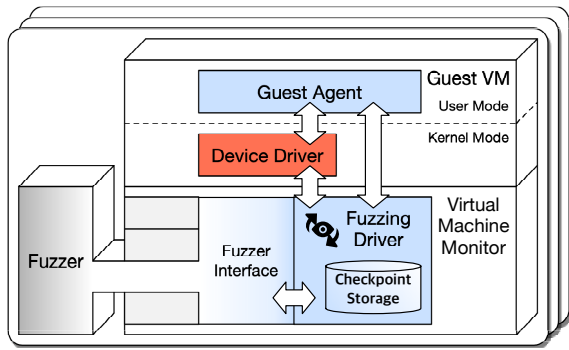 Guest VM
Guest Agent
User Mode
Kernel Mode
Device Driver
Virtual
Machine
Monitor
Fuzzing
Driver
Fuzzer
Interface
Fuzzer
Checkpoint
Storage